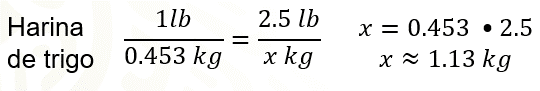 Harina de trigo
1lb / 0.453 kg = 2.5 lb / x kg
x = 0.453 • 2.5
x ≈ 1.13 kg